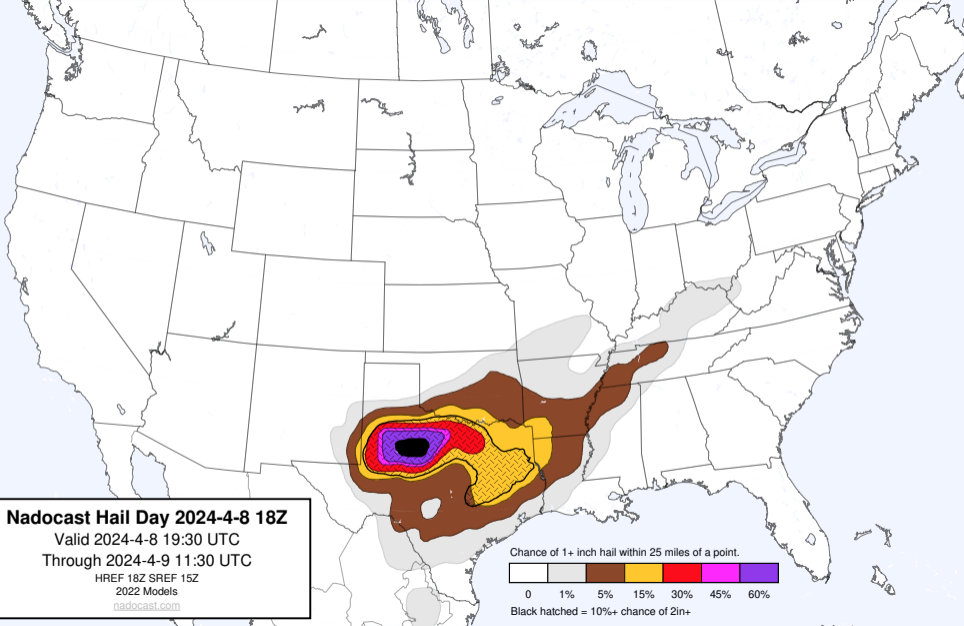 Nadocast Hail Day 2024-4-8 18Z
Valid 2024-4-8 19:30 UTC
Through 2024-4-9 11:30 UTC
HREF 18Z SREF 15Z
2022 Models
nadocast.com
Chance of 1+ inch hail within 25 miles of a point.
0 1% 5% 15% 30% 45% 60%
Black hatched = 10%+ chance of 2in+